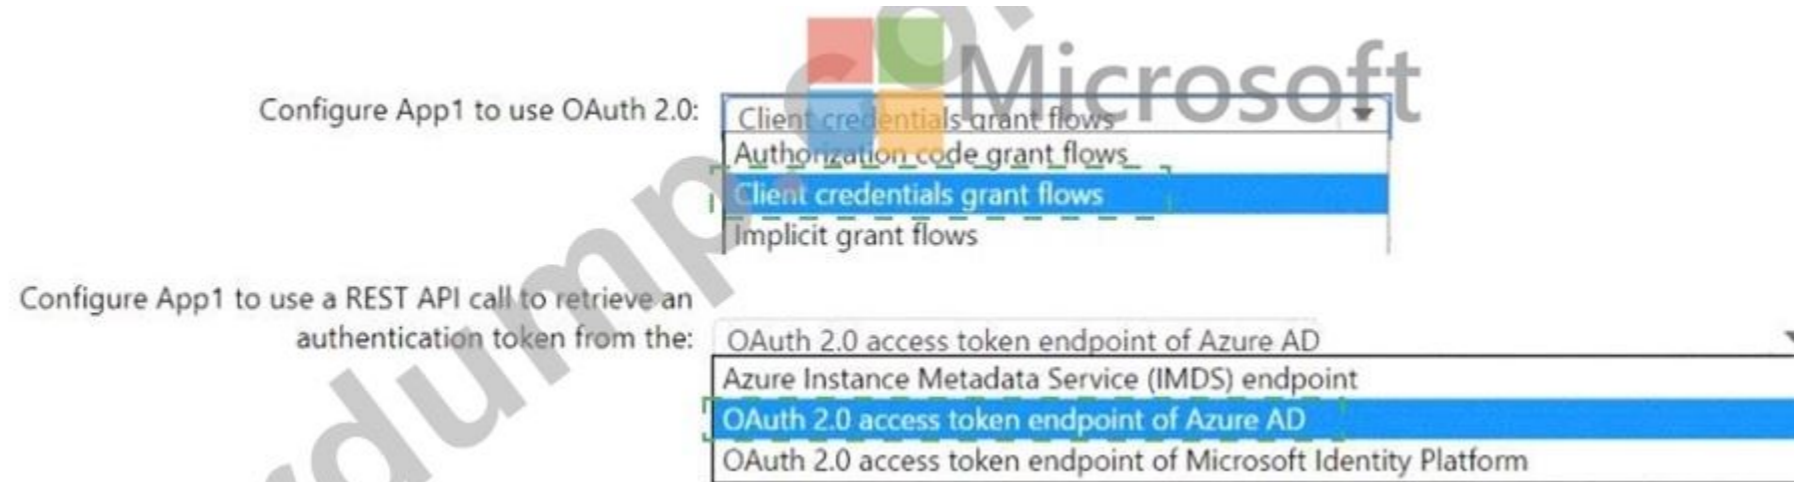 Microsoft
Configure App1 to use OAuth 2.0:
Client credentials grant flows
Authorization code grant flows
Client credentials grant flows
Implicit grant flows
Configure App1 to use a REST API call to retrieve an
authentication token from the:
OAuth 2.0 access token endpoint of Azure AD
Azure Instance Metadata Service (IMDS) endpoint
OAuth 2.0 access token endpoint of Azure AD
OAuth 2.0 access token endpoint of Microsoft Identity Platform